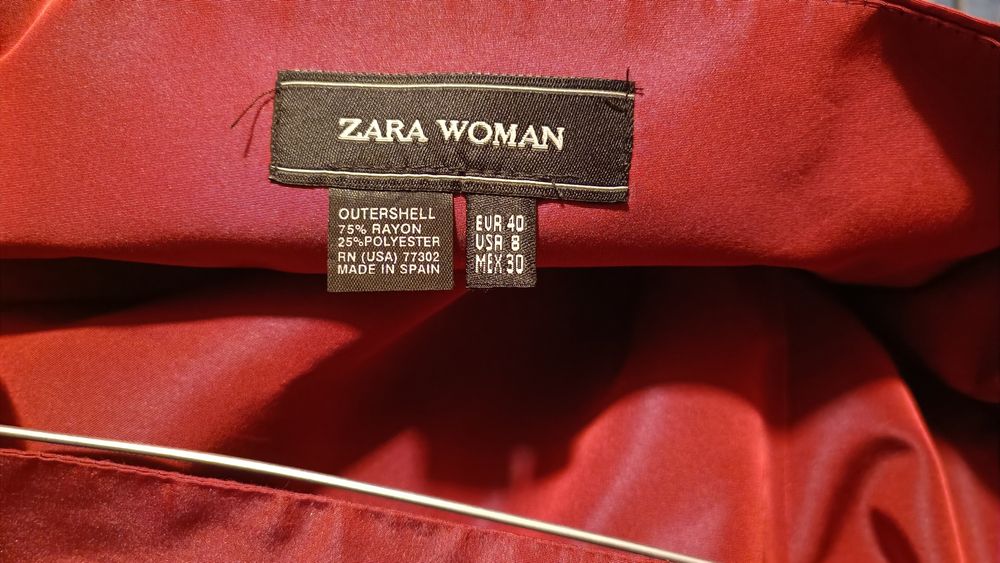 ZARA WOMAN
OUTERSHELL
75% RAYON
25%POLYESTER
RN (USA) 77302
MADE IN SPAIN
EUR 40
USA 8
MEX 30